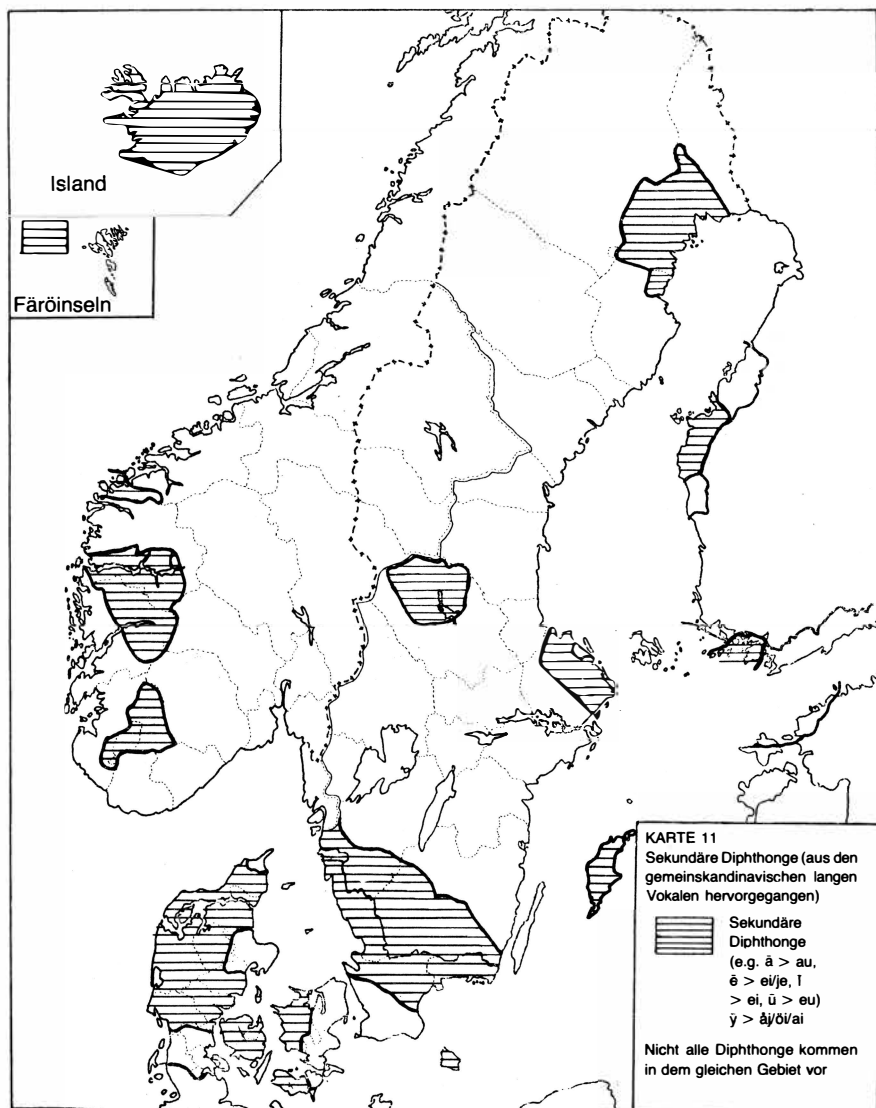 Island
Färöinseln
KARTE 11
Sekundäre Diphthonge (aus den
gemeinskandinavischen langen
Vokalen hervorgegangen)
Sekundäre
Diphthonge
(e.g. ā > au,
ē > ei/je, ī
> ei, ū > eu)
ȳ > åj/öi/ai
Nicht alle Diphthonge kommen
in dem gleichen Gebiet vor